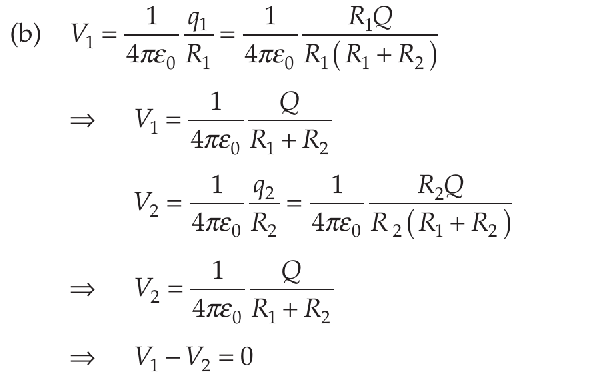 (b) V₁ = 1/4πε₀ q₁/R₁ = 1/4πε₀ R₁Q/R₁(R₁ + R₂)
⇒ V₁ = 1/4πε₀ Q/R₁ + R₂
V₂ = 1/4πε₀ q₂/R₂ = 1/4πε₀ R₂Q/R₂(R₁ + R₂)
⇒ V₂ = 1/4πε₀ Q/R₁ + R₂
⇒ V₁ − V₂ = 0